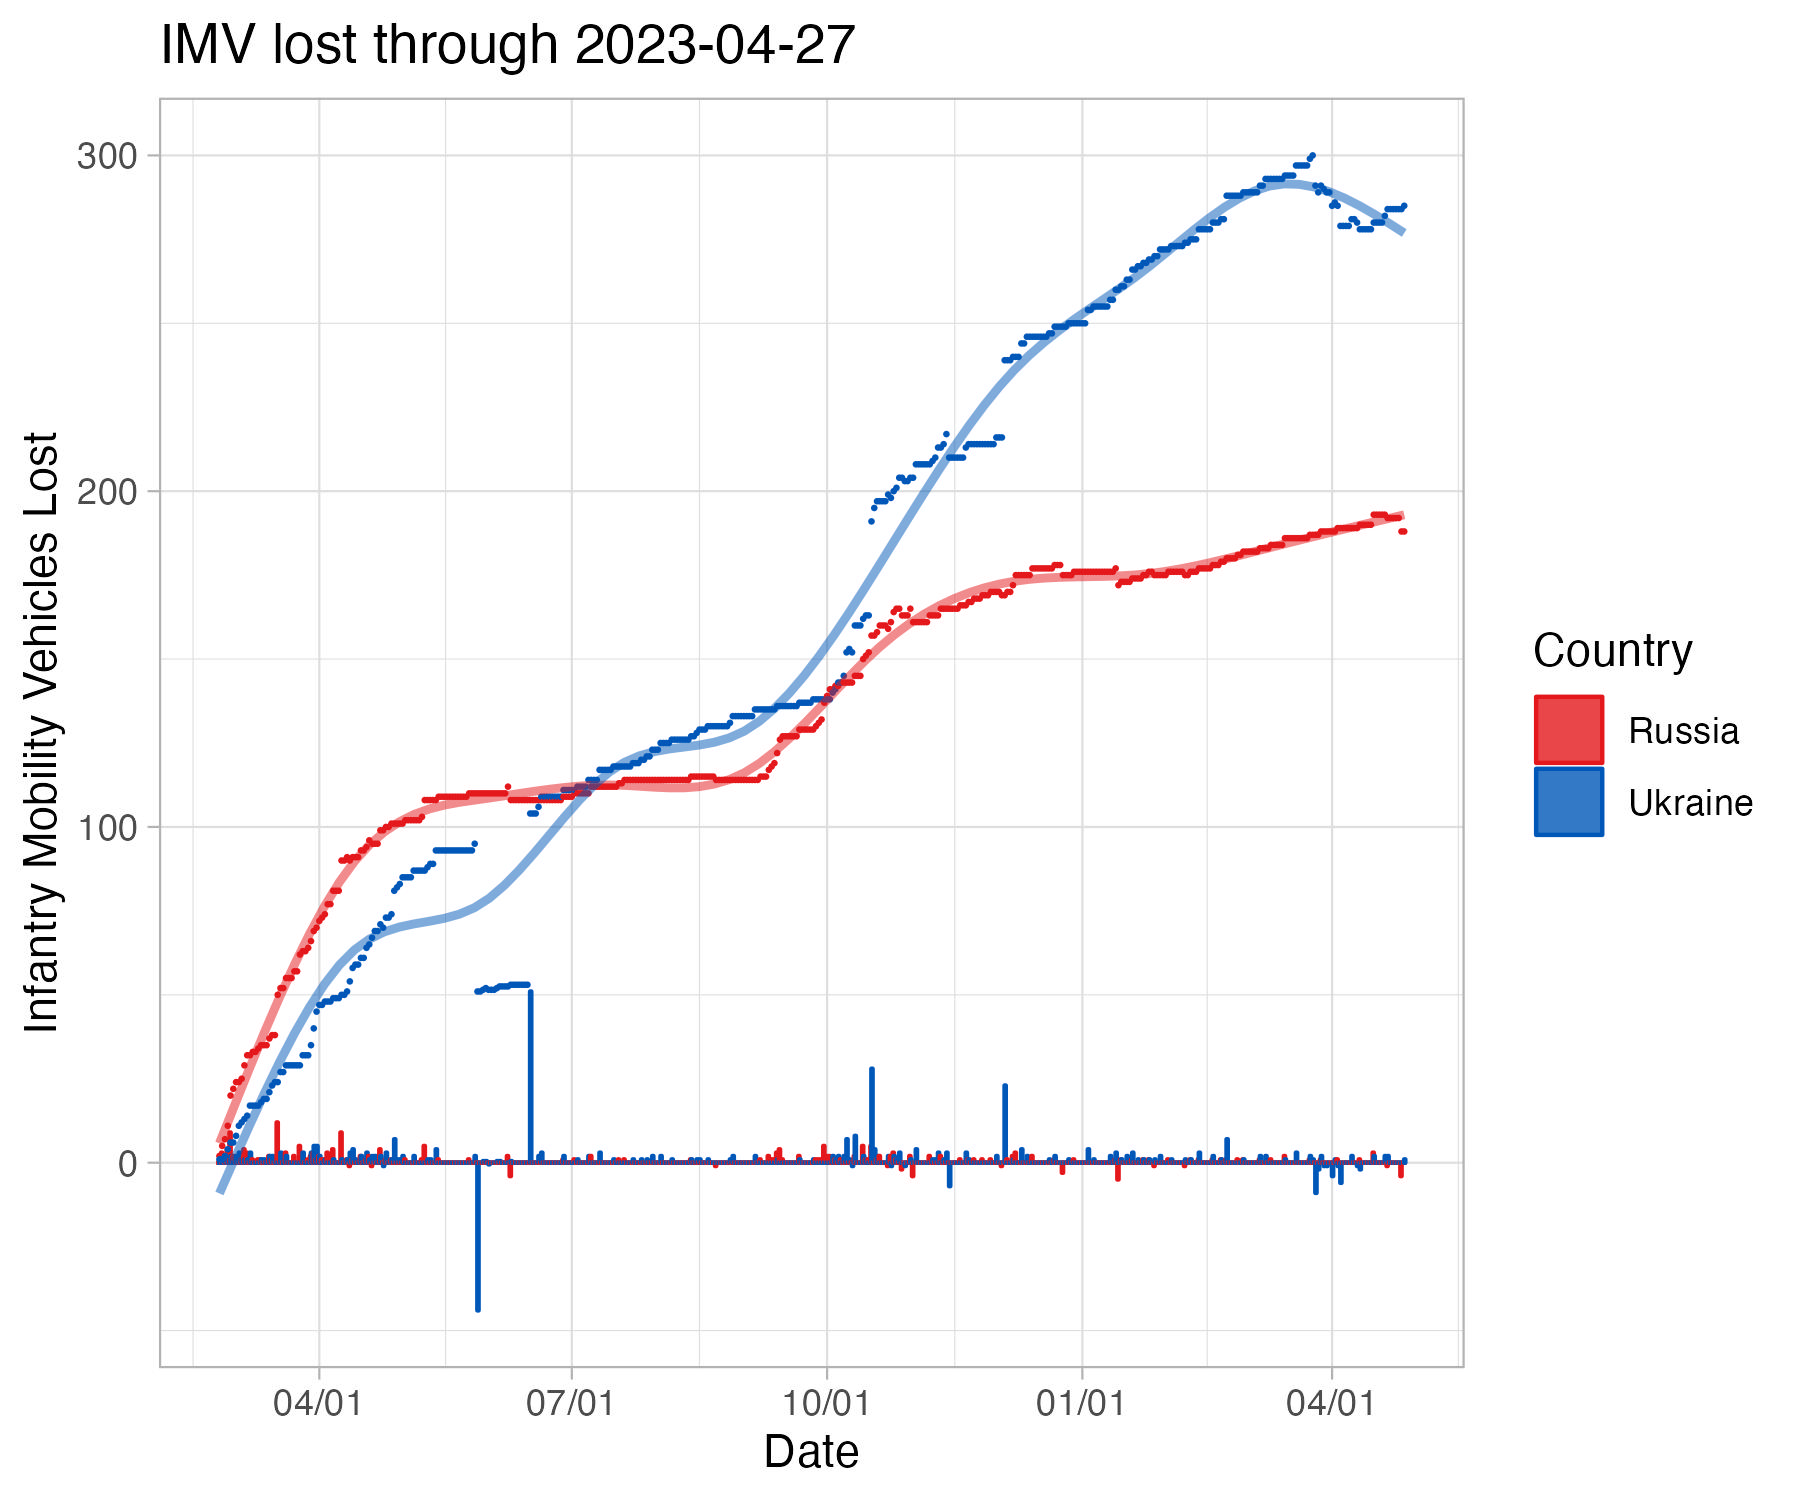 IMV lost through 2023-04-27
Infantry Mobility Vehicles Lost
300
200
100
0
04/01
07/01
10/01
01/01
04/01
Date
Country
Russia
Ukraine